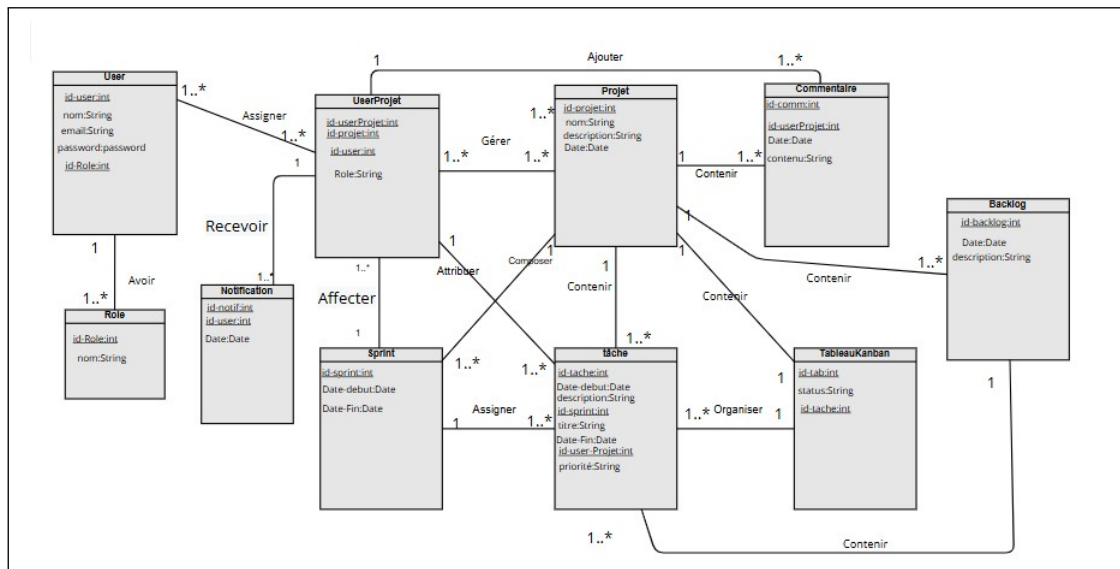 User
id-user:int
nom:String
email:String
password:password
id-Role:int
1..*
Assigner
1..*
1
Ajouter
1..*
UserProjet
id-userProjet:int
id-projet:int
id-user:int
Role:String
Gérer
1..*
1..*
1..*
Projet
id-projet:int
nom:String
description:String
Date:Date
1
Contenir
1..*
Commentaire
id-comm:int
id-userProjet:int
Date:Date
contenu:String
Backlog
id-backlog:int
Date:Date
description:String
1
Contenir
1..*
1
Avoir
1..*
Role
id-Role:int
nom:String
1
Recevoir
1..*
Notification
id-notif:int
id-user:int
Date:Date
1..*
Affecter
1
1
Attribuer
1..*
1
Composer
1..*
1
Contenir
1..*
1
Contenir
1
Sprint
id-sprint:int
Date-debut:Date
Date-Fin:Date
1
Assigner
1..*
tâche
id-tache:int
Date-debut:Date
description:String
id-sprint:int
titre:String
Date-Fin:Date
id-user-Projet:int
priorité:String
1..*
Organiser
1
TableauKanban
id-tab:int
status:String
id-tache:int
1
1..*
Contenir